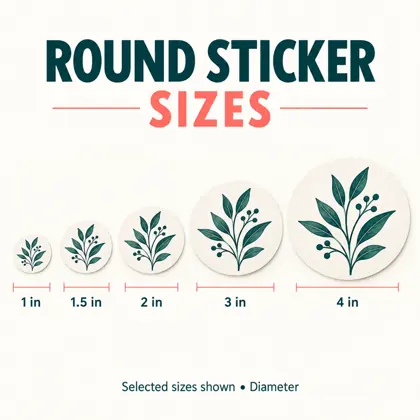 ROUND STICKER
SIZES
1 in
1.5 in
2 in
3 in
4 in
Selected sizes shown • Diameter